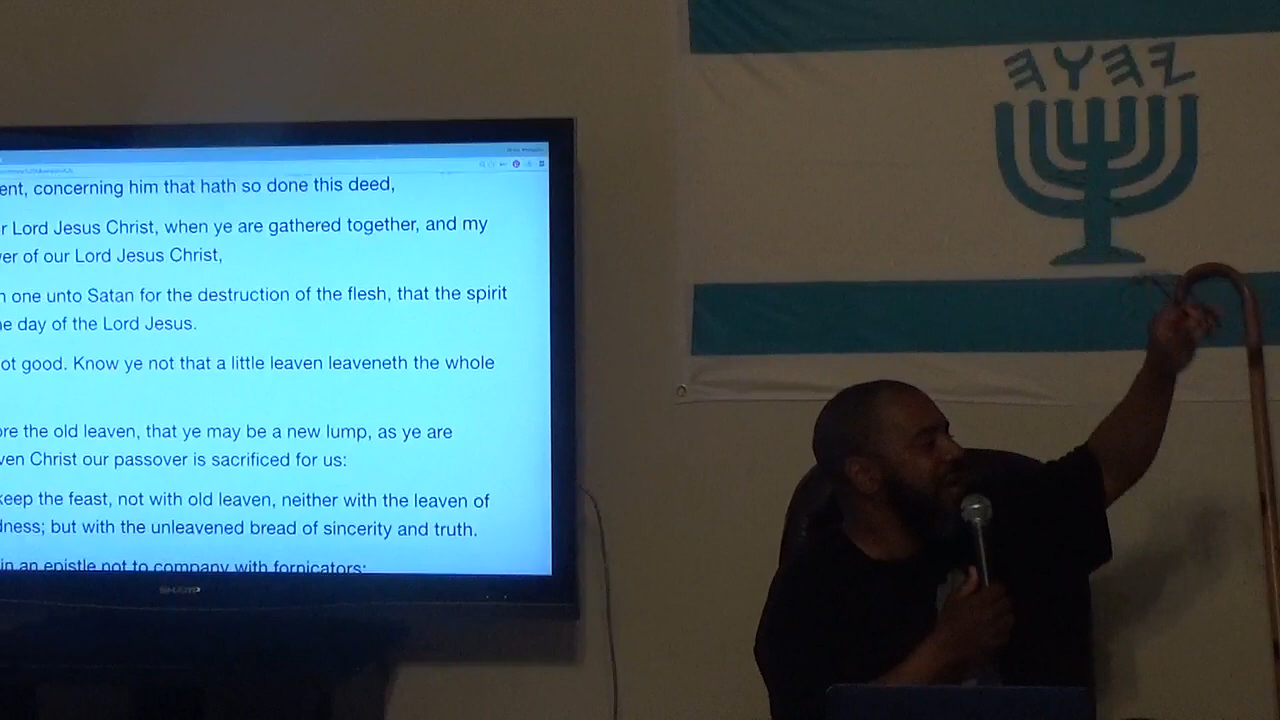 𐤉𐤄𐤅𐤄
ent, concerning him that hath so done this deed,
r Lord Jesus Christ, when ye are gathered together, and my
er of our Lord Jesus Christ,
n one unto Satan for the destruction of the flesh, that the spirit
e day of the Lord Jesus.
ot good. Know ye not that a little leaven leaveneth the whole
ore the old leaven, that ye may be a new lump, as ye are
ven Christ our passover is sacrificed for us:
keep the feast, not with old leaven, neither with the leaven of
dness; but with the unleavened bread of sincerity and truth.
in an epistle not to company with fornicators:
SHARP